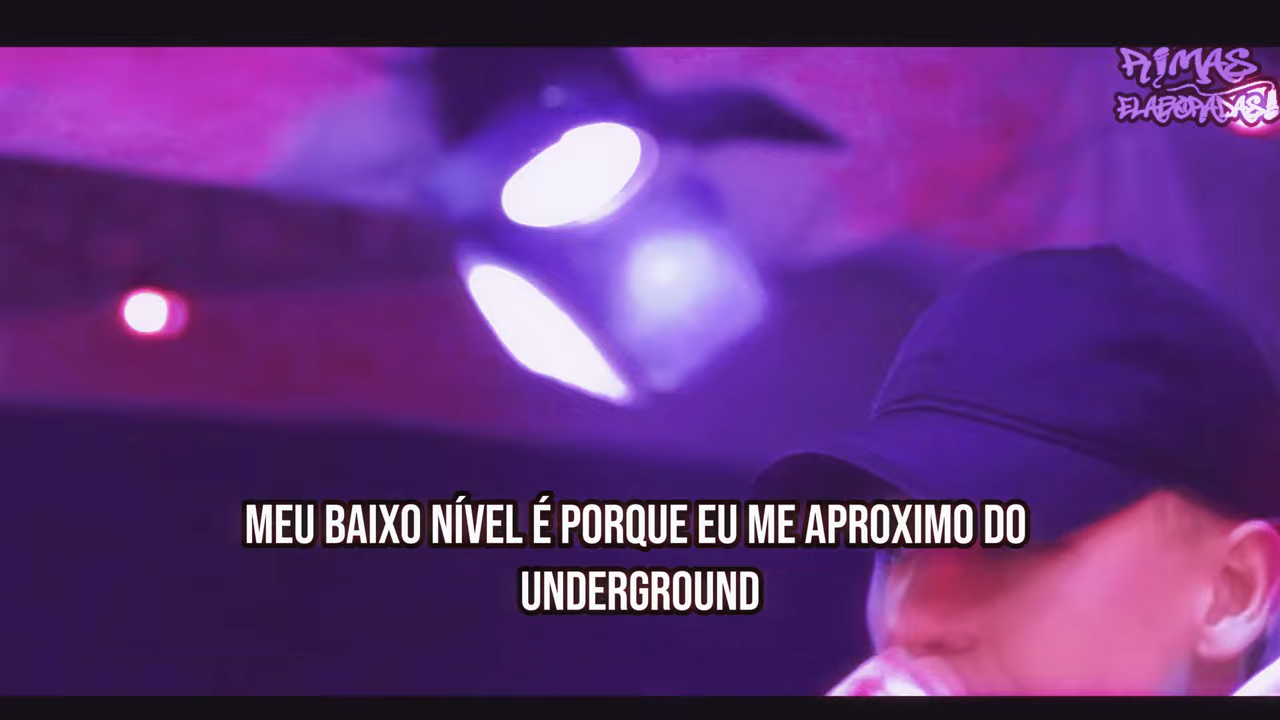 RIMAS
ELABORADAS
MEU BAIXO NÍVEL É PORQUE EU ME APROXIMO DO
UNDERGROUND